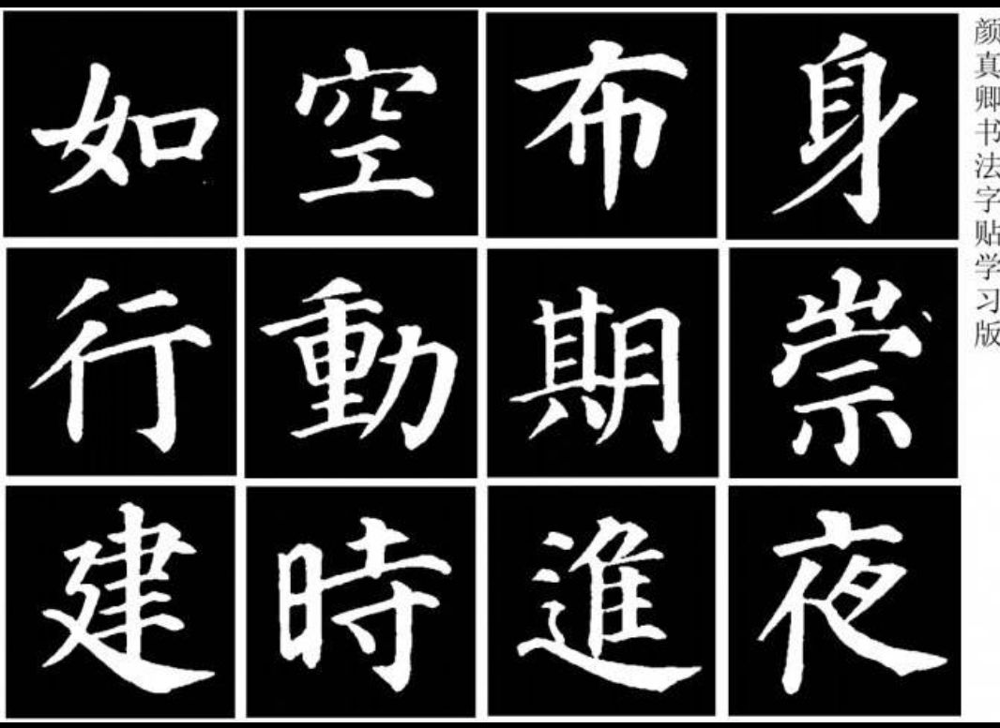 颜真卿书法字贴学习版
身崇夜
布期進
空動時
如行建